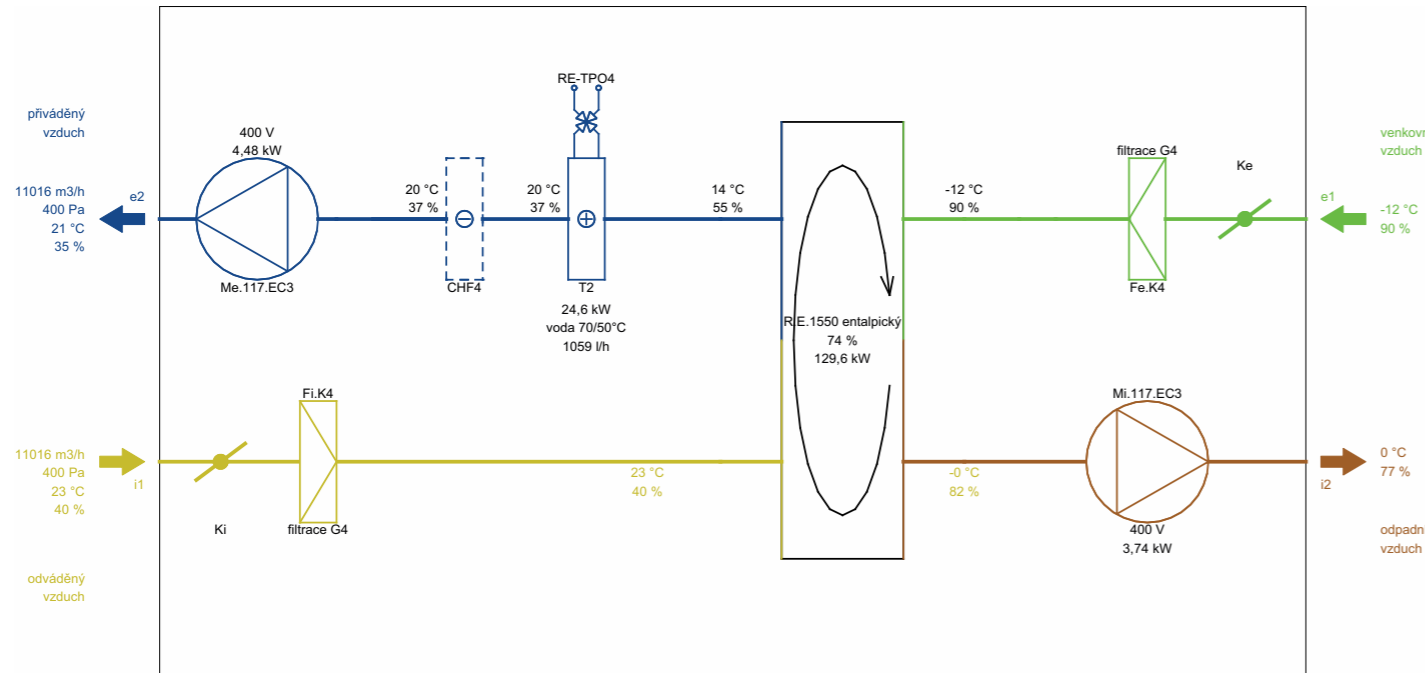 RE-TPO4
přiváděný
vzduch
400 V
4,48 kW
filtrace G4
Ke
venkovn
vzduch
11016 m3/h
400 Pa
21 °C
35 %
e2
20 °C
37 %
20 °C
37 %
14 °C
55 %
-12 °C
90 %
e1
-12 °C
90 %
Me.117.EC3
CHF4
T2
Fe.K4
24,6 kW
voda 70/50°C
1059 l/h
R.E.1550 entalpický
74 %
129,6 kW
Fi.K4
Mi.117.EC3
11016 m3/h
400 Pa
23 °C
40 %
i1
23 °C
40 %
-0 °C
82 %
0 °C
77 %
i2
Ki
filtrace G4
400 V
3,74 kW
odpadn
vzduch
odváděný
vzduch